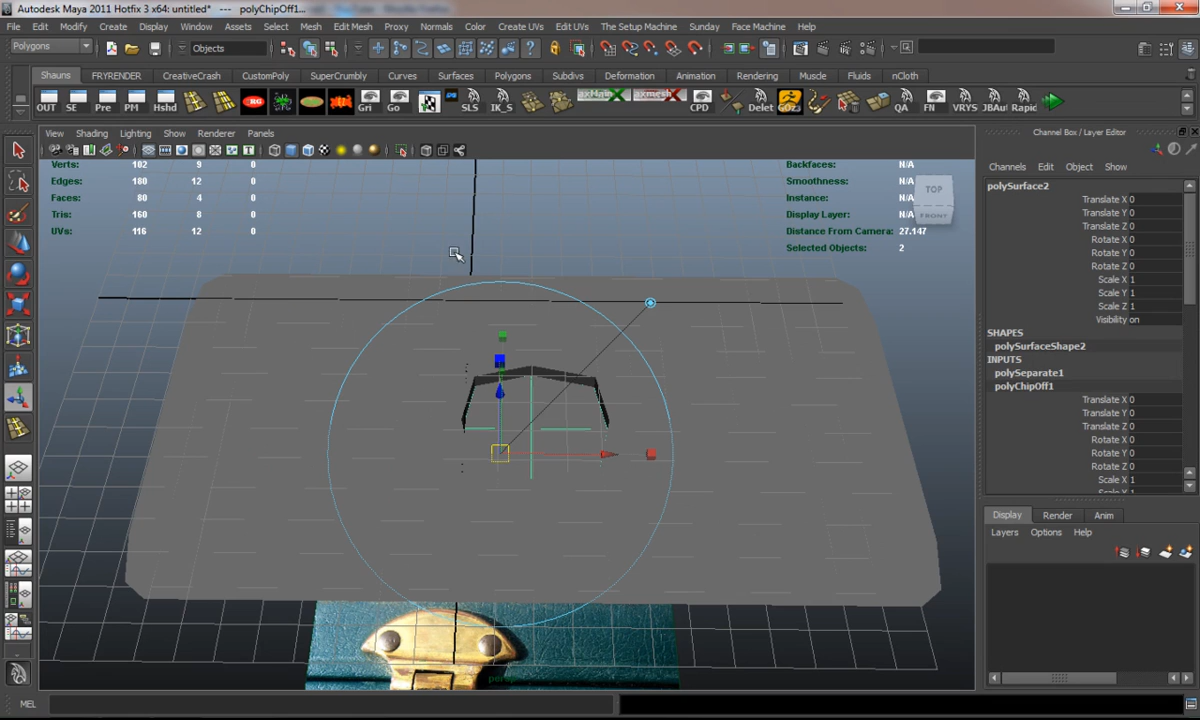 Autodesk Maya 2011 Hotfix 3 x64: untitled* --- polyChipOff1...
File Edit Modify Create Display Window Assets Select Mesh Edit Mesh Proxy Normals Color Create UVs Edit UVs The Setup Machine Sunday Face Machine Help
Polygons Objects
Shauns FRYRENDER CreativeCrash CustomPoly SuperCrumbly Curves Surfaces Polygons Subdivs Deformation Animation Rendering Muscle Fluids nCloth
OUT SE Pre PM Hshd Gri Go SLS IK_S CPD Delet GOz3 QA FN VRYS JBAut Rapic
View Shading Lighting Show Renderer Panels
Verts: 102 9 0
Edges: 180 12 0
Faces: 80 4 0
Tris: 160 8 0
UVs: 116 12 0
Backfaces: N/A
Smoothness: N/A
Instance: N/A
Display Layer: N/A
Distance From Camera: 27.147
Selected Objects: 2
TOP
FRONT
Channel Box / Layer Editor
Channels Edit Object Show
polySurface2
Translate X 0
Translate Y 0
Translate Z 0
Rotate X 0
Rotate Y 0
Rotate Z 0
Scale X 1
Scale Y 1
Scale Z 1
Visibility on
SHAPES
polySurfaceShape2
INPUTS
polySeparate1
polyChipOff1
Translate X 0
Translate Y 0
Translate Z 0
Rotate X 0
Rotate Y 0
Rotate Z 0
Scale X 1
Display Render Anim
Layers Options Help
MEL